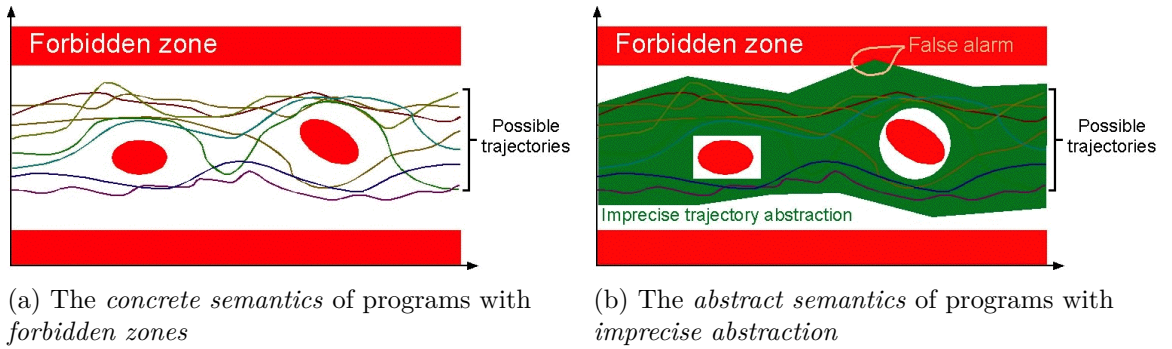 Forbidden zone
Possible
trajectories
(a) The concrete semantics of programs with
forbidden zones
Forbidden zone
False alarm
Possible
trajectories
Imprecise trajectory abstraction
(b) The abstract semantics of programs with
imprecise abstraction